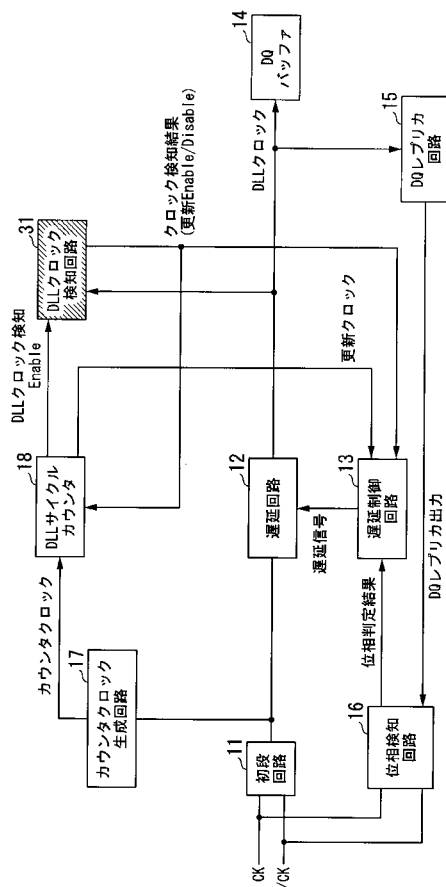 CK
/CK
11
初段
回路
17
カウンタクロック
生成回路
カウンタクロック
18
DLLサイクル
カウンタ
DLLクロック検知
Enable
31
DLLクロック
検知回路
クロック検知結果
(更新Enable/Disable)
12
遅延回路
DLLクロック
14
DQ
バッファ
更新クロック
遅延信号
16
位相検知
回路
位相判定結果
13
遅延制御
回路
15
DQレプリカ
回路
DQレプリカ出力